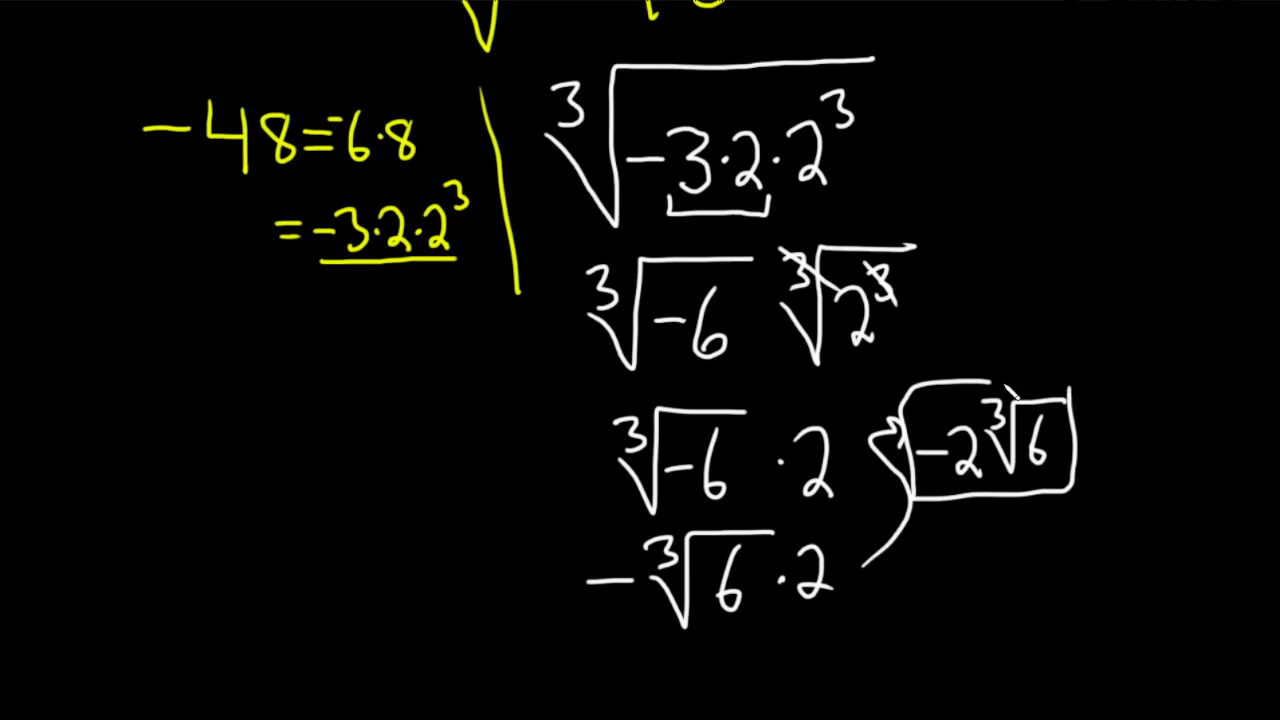 -48 = -6·8
= -3·2·2³
∛(-3·2·2³)
∛-6 ∛2³
∛-6 · 2
-∛6 · 2
-2∛6